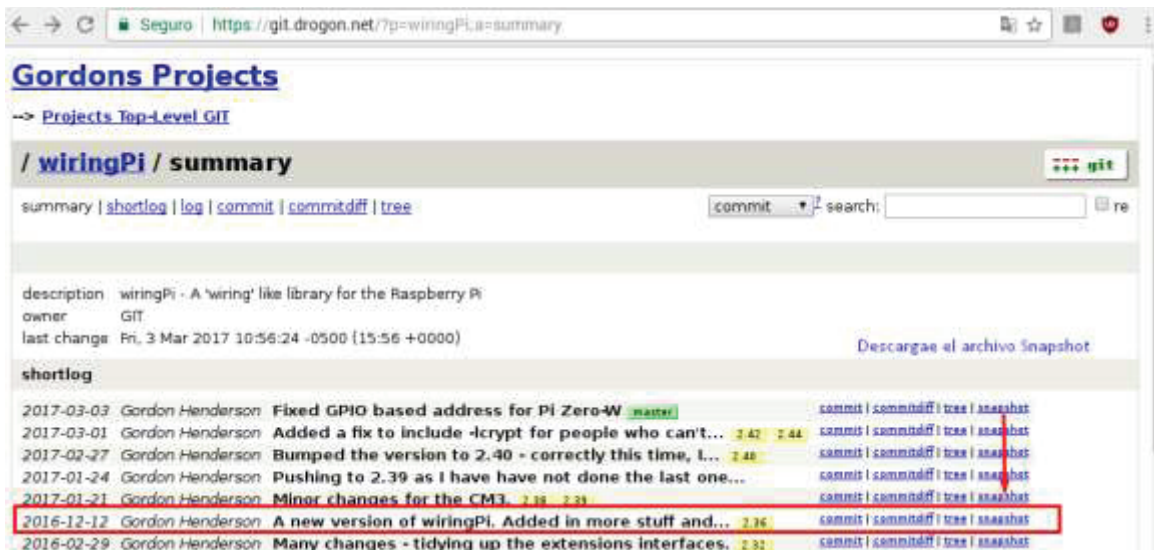 Seguro | https://git.drogon.net/?p=wiringPi;a=summary
Gordons Projects
--> Projects Top-Level GIT
/ wiringPi / summary
git
summary | shortlog | log | commit | commitdiff | tree
commit ? search: re
description wiringPi - A 'wiring' like library for the Raspberry Pi
owner GIT
last change Fri, 3 Mar 2017 10:56:24 -0500 (15:56 +0000)
Descargae el archivo Snapshot
shortlog
2017-03-03 Gordon Henderson Fixed GPIO based address for Pi Zero-W master commit | commitdiff | tree | snapshot
2017-03-01 Gordon Henderson Added a fix to include -lcrypt for people who can't... 2.42 2.44 commit | commitdiff | tree | snapshot
2017-02-27 Gordon Henderson Bumped the version to 2.40 - correctly this time, I... 2.40 commit | commitdiff | tree | snapshot
2017-01-24 Gordon Henderson Pushing to 2.39 as I have have not done the last one... commit | commitdiff | tree | snapshot
2017-01-21 Gordon Henderson Minor changes for the CM3. 2.38 2.39 commit | commitdiff | tree | snapshot
2016-12-12 Gordon Henderson A new version of wiringPi. Added in more stuff and... 2.36 commit | commitdiff | tree | snapshot
2016-02-29 Gordon Henderson Many changes - tidying up the extensions interfaces. 2.32 commit | commitdiff | tree | snapshot